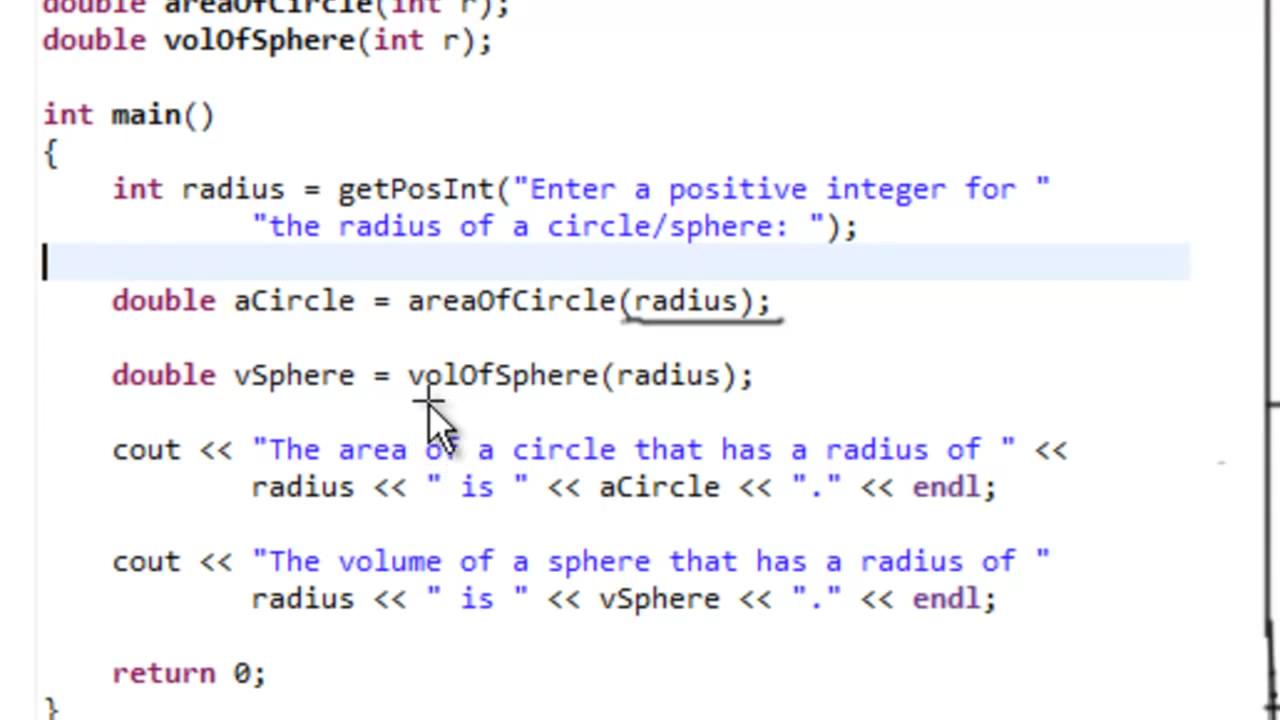 double areaOfCircle(int r);
double volOfSphere(int r);
int main()
{
int radius = getPosInt("Enter a positive integer for "
"the radius of a circle/sphere: ");
double aCircle = areaOfCircle(radius);
double vSphere = volOfSphere(radius);
cout << "The area of a circle that has a radius of " <<
radius << " is " << aCircle << "." << endl;
cout << "The volume of a sphere that has a radius of "
radius << " is " << vSphere << "." << endl;
return 0;
}